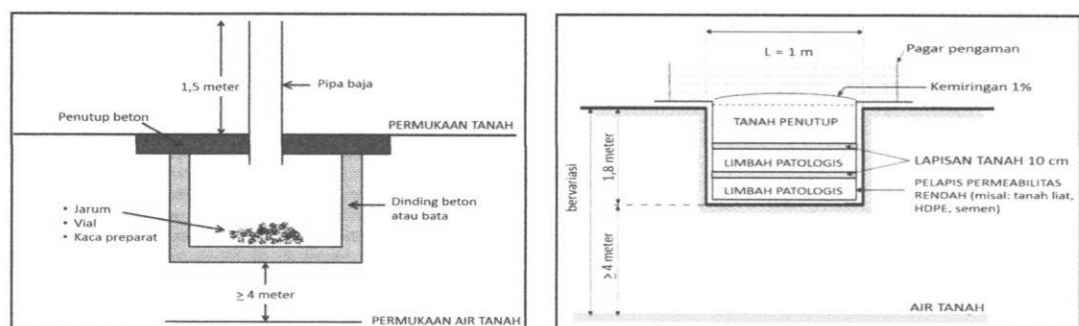 1,5 meter
Pipa baja
Penutup beton
PERMUKAAN TANAH
• Jarum
• Vial
• Kaca preparat
Dinding beton
atau bata
≥ 4 meter
PERMUKAAN AIR TANAH
L = 1 m
Pagar pengaman
Kemiringan 1%
TANAH PENUTUP
LIMBAH PATOLOGIS
LIMBAH PATOLOGIS
LAPISAN TANAH 10 cm
PELAPIS PERMEABILITAS
RENDAH (misal: tanah liat,
HDPE, semen)
bervariasi
1,8 meter
≥ 4 meter
AIR TANAH